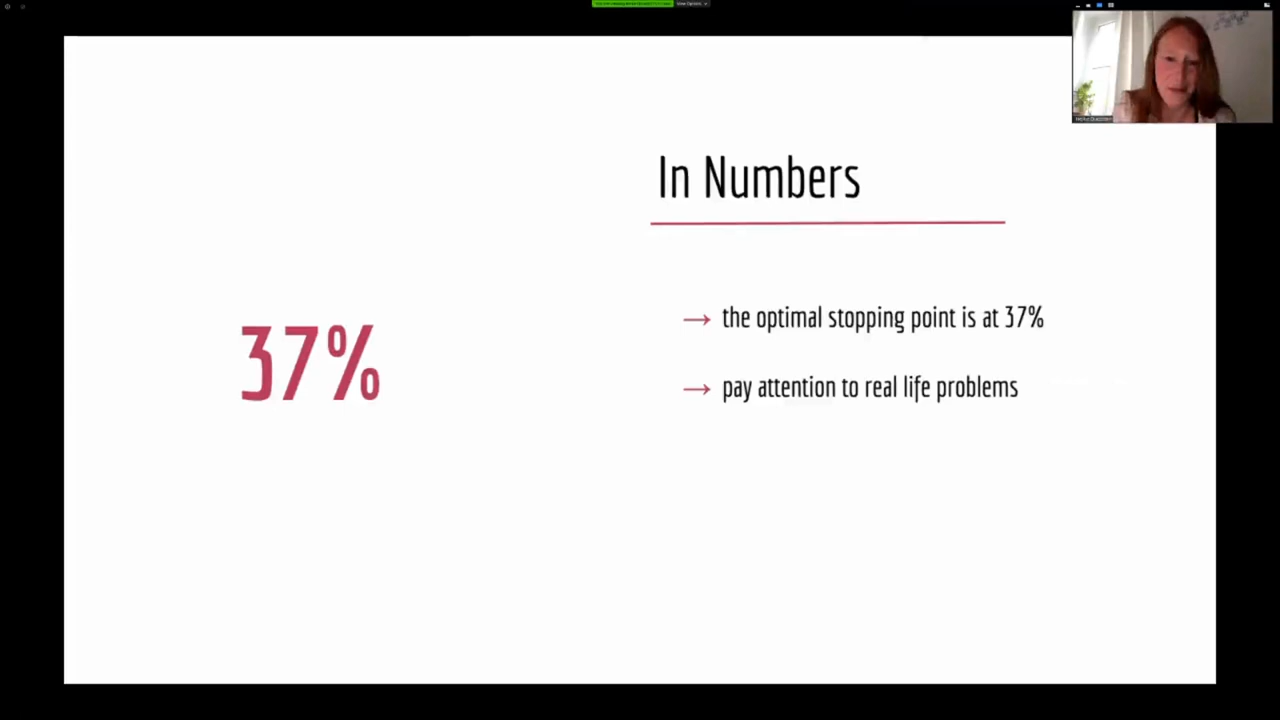 In Numbers
37%
→ the optimal stopping point is at 37%
→ pay attention to real life problems